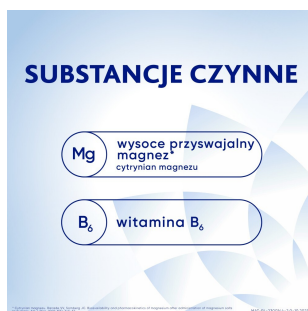 SUBSTANCJE CZYNNE
Mg
wysoce przyswajalny
magnez*
cytrynian magnezu
B₆
witamina B₆